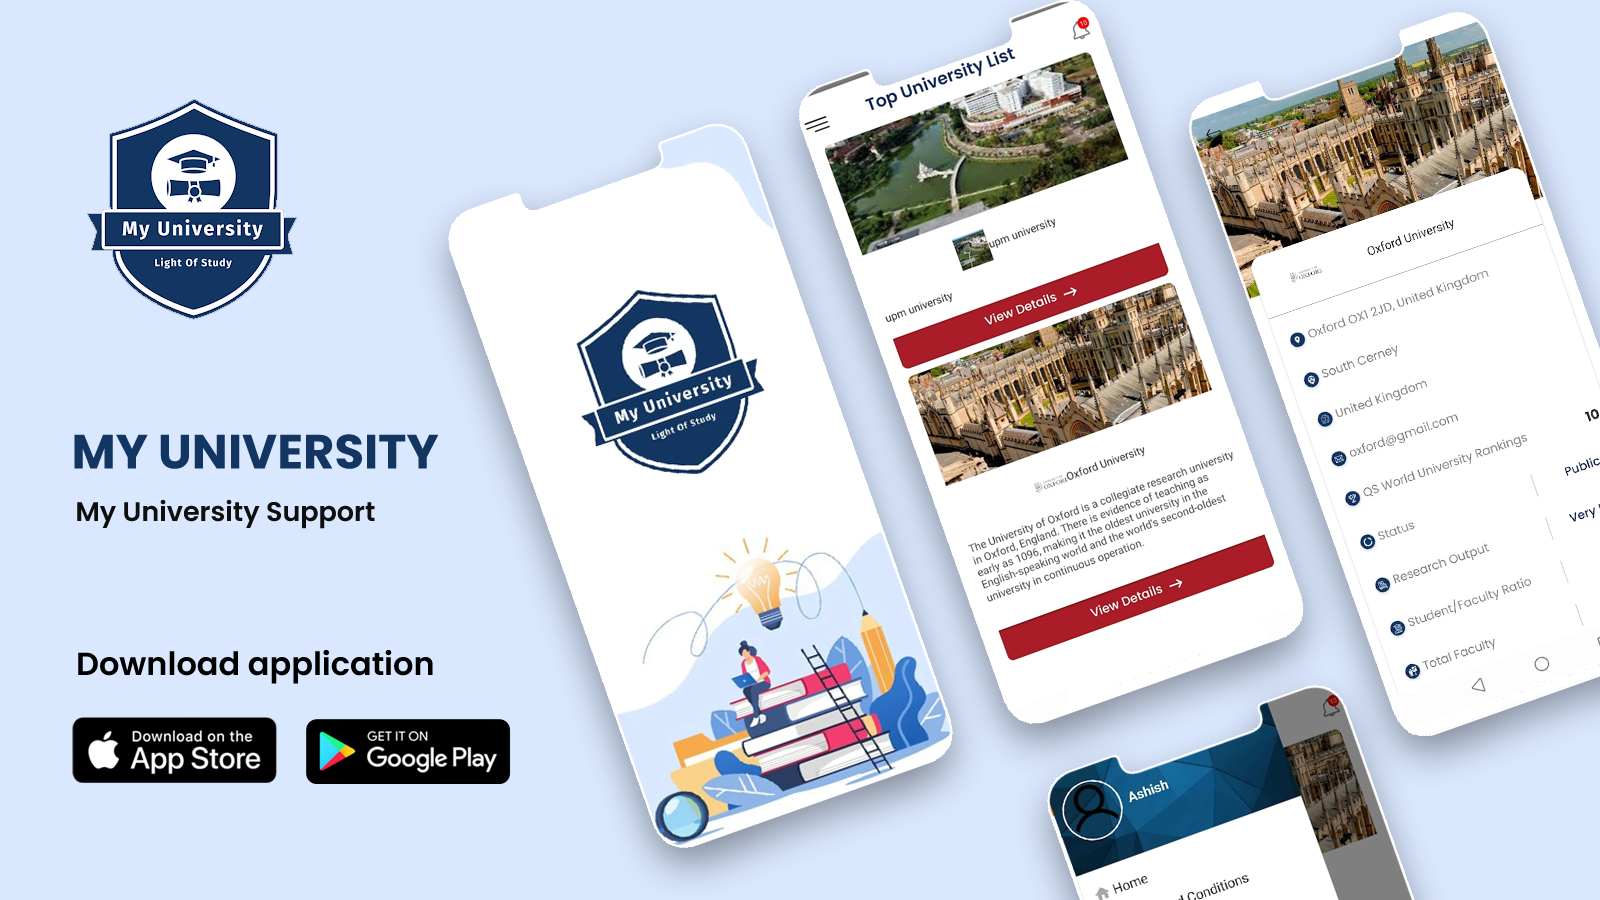 My University
Light Of Study
MY UNIVERSITY
My University Support
Download application
Download on the
App Store
GET IT ON
Google Play
My University
Light Of Study
10
Top University List
upm university
upm university
View Details →
Oxford University
The University of Oxford is a collegiate research university
in Oxford, England. There is evidence of teaching as
early as 1096, making it the oldest university in the
English-speaking world and the world's second-oldest
university in continuous operation.
View Details →
Oxford University
OXFORD
Oxford OX1 2JD, United Kingdom
South Cerney
United Kingdom
oxford@gmail.com
QS World University Rankings
10
Status
Public
Research Output
Very
Student/Faculty Ratio
Total Faculty
Ashish
Home
Conditions